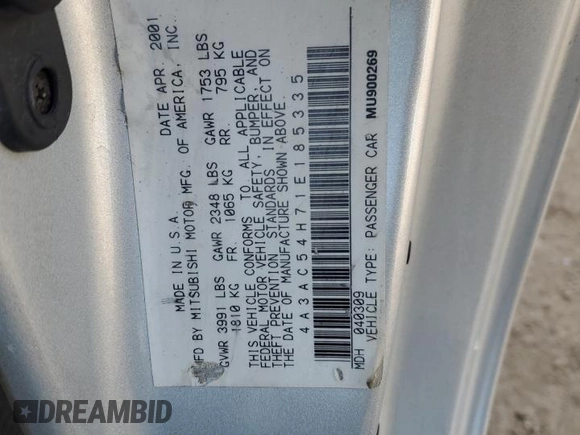 MADE IN U.S.A. DATE APR. 2001
MFD BY MITSUBISHI MOTOR MFG. OF AMERICA, INC.
GVWR 3991 LBS GAWR 2348 LBS GAWR 1753 LBS
1810 KG FR. 1065 KG RR. 795 KG
THIS VEHICLE CONFORMS TO ALL APPLICABLE
FEDERAL MOTOR VEHICLE SAFETY, BUMPER, AND
THEFT PREVENTION STANDARDS IN EFFECT ON
THE DATE OF MANUFACTURE SHOWN ABOVE.
4A3AC54H71E185335
MDH 040309
VEHICLE TYPE: PASSENGER CAR MU900269
DREAMBID